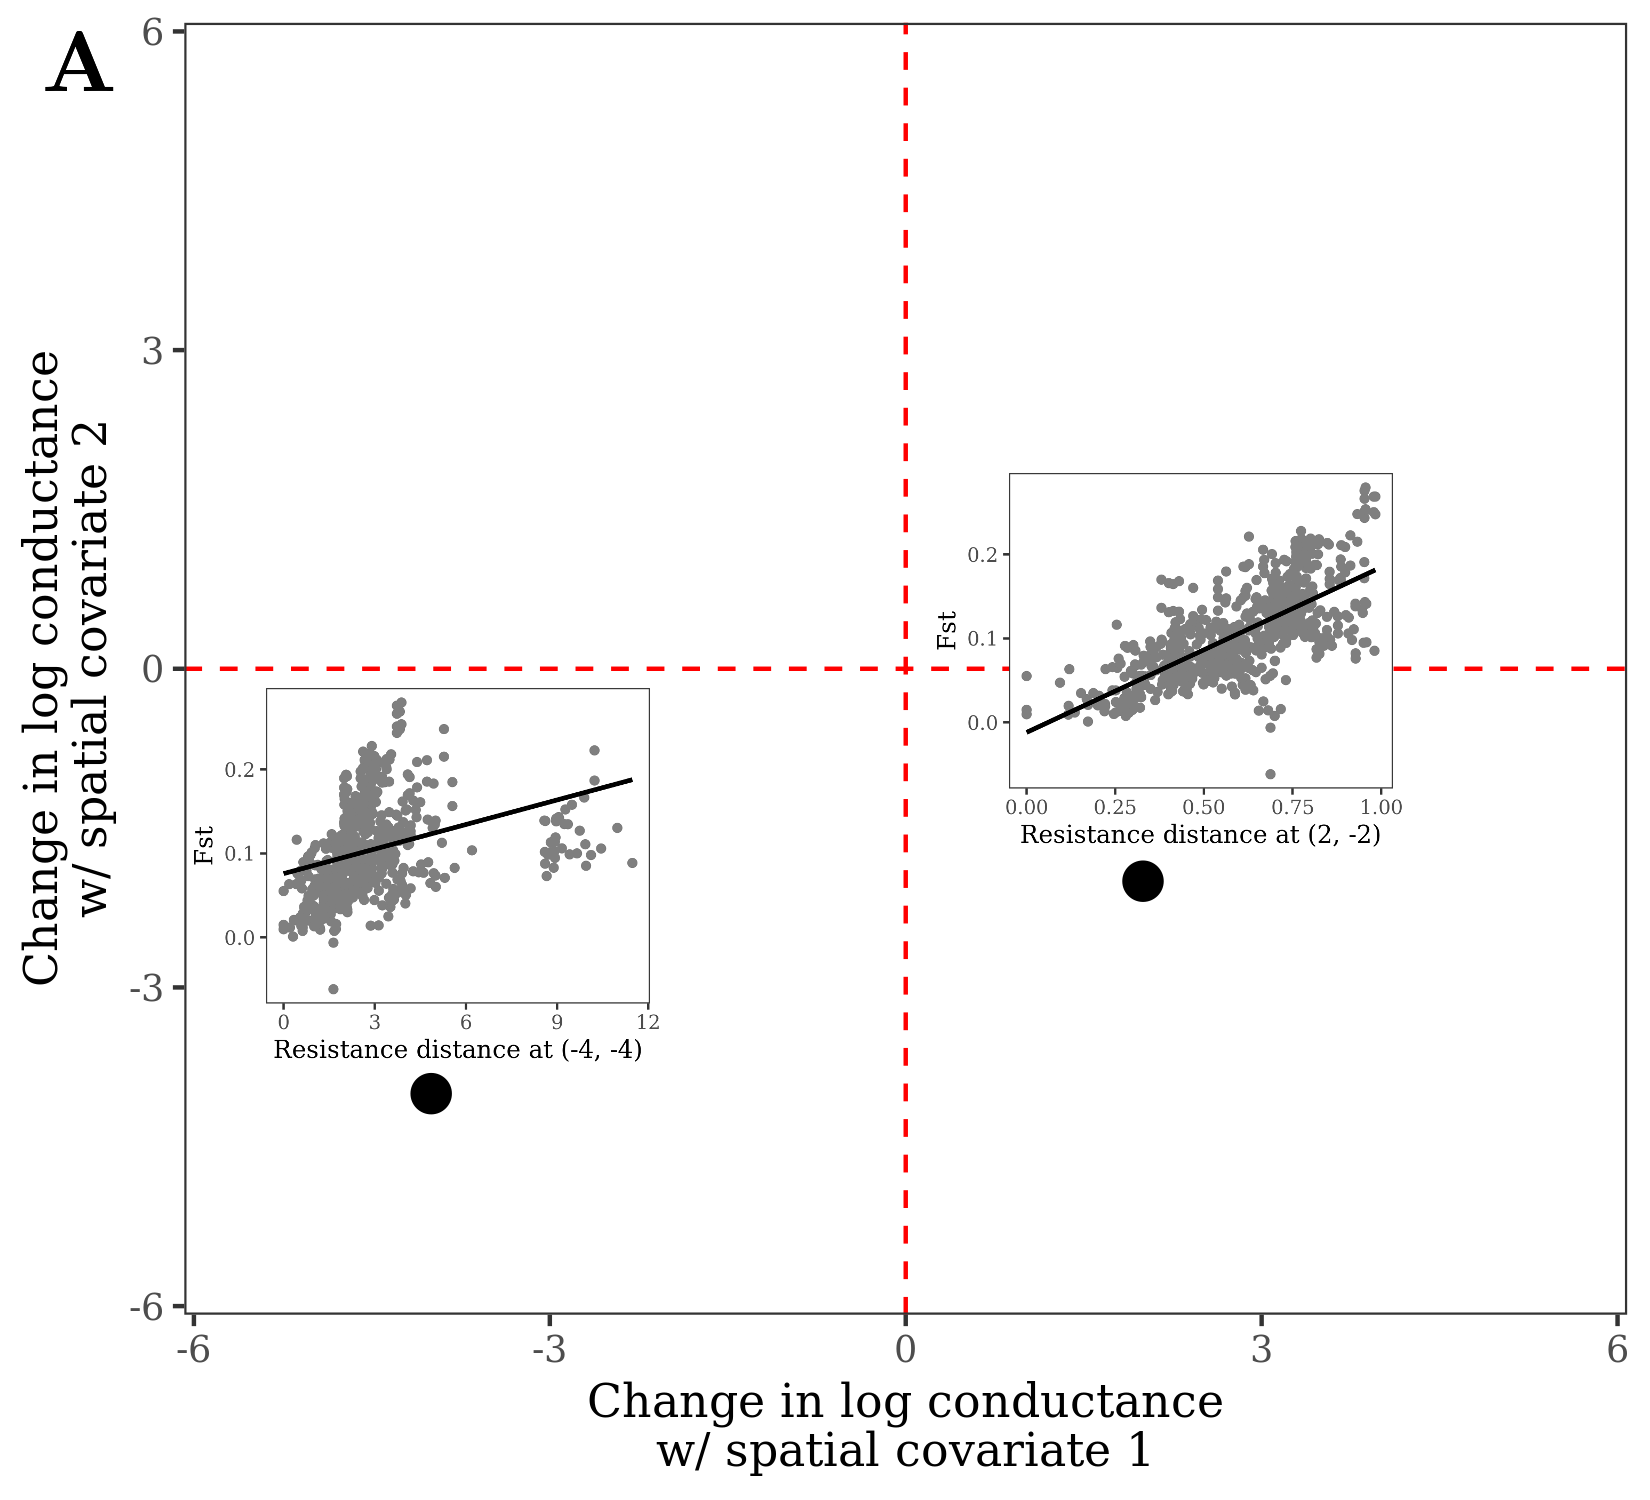 A
6
3
0
-3
-6
Change in log conductance
w/ spatial covariate 2
0.2
0.1
0.0
Fst
0.00 0.25 0.50 0.75 1.00
Resistance distance at (2, -2)
0.2
0.1
0.0
Fst
0 3 6 9 12
Resistance distance at (-4, -4)
-6 -3 0 3 6
Change in log conductance
w/ spatial covariate 1